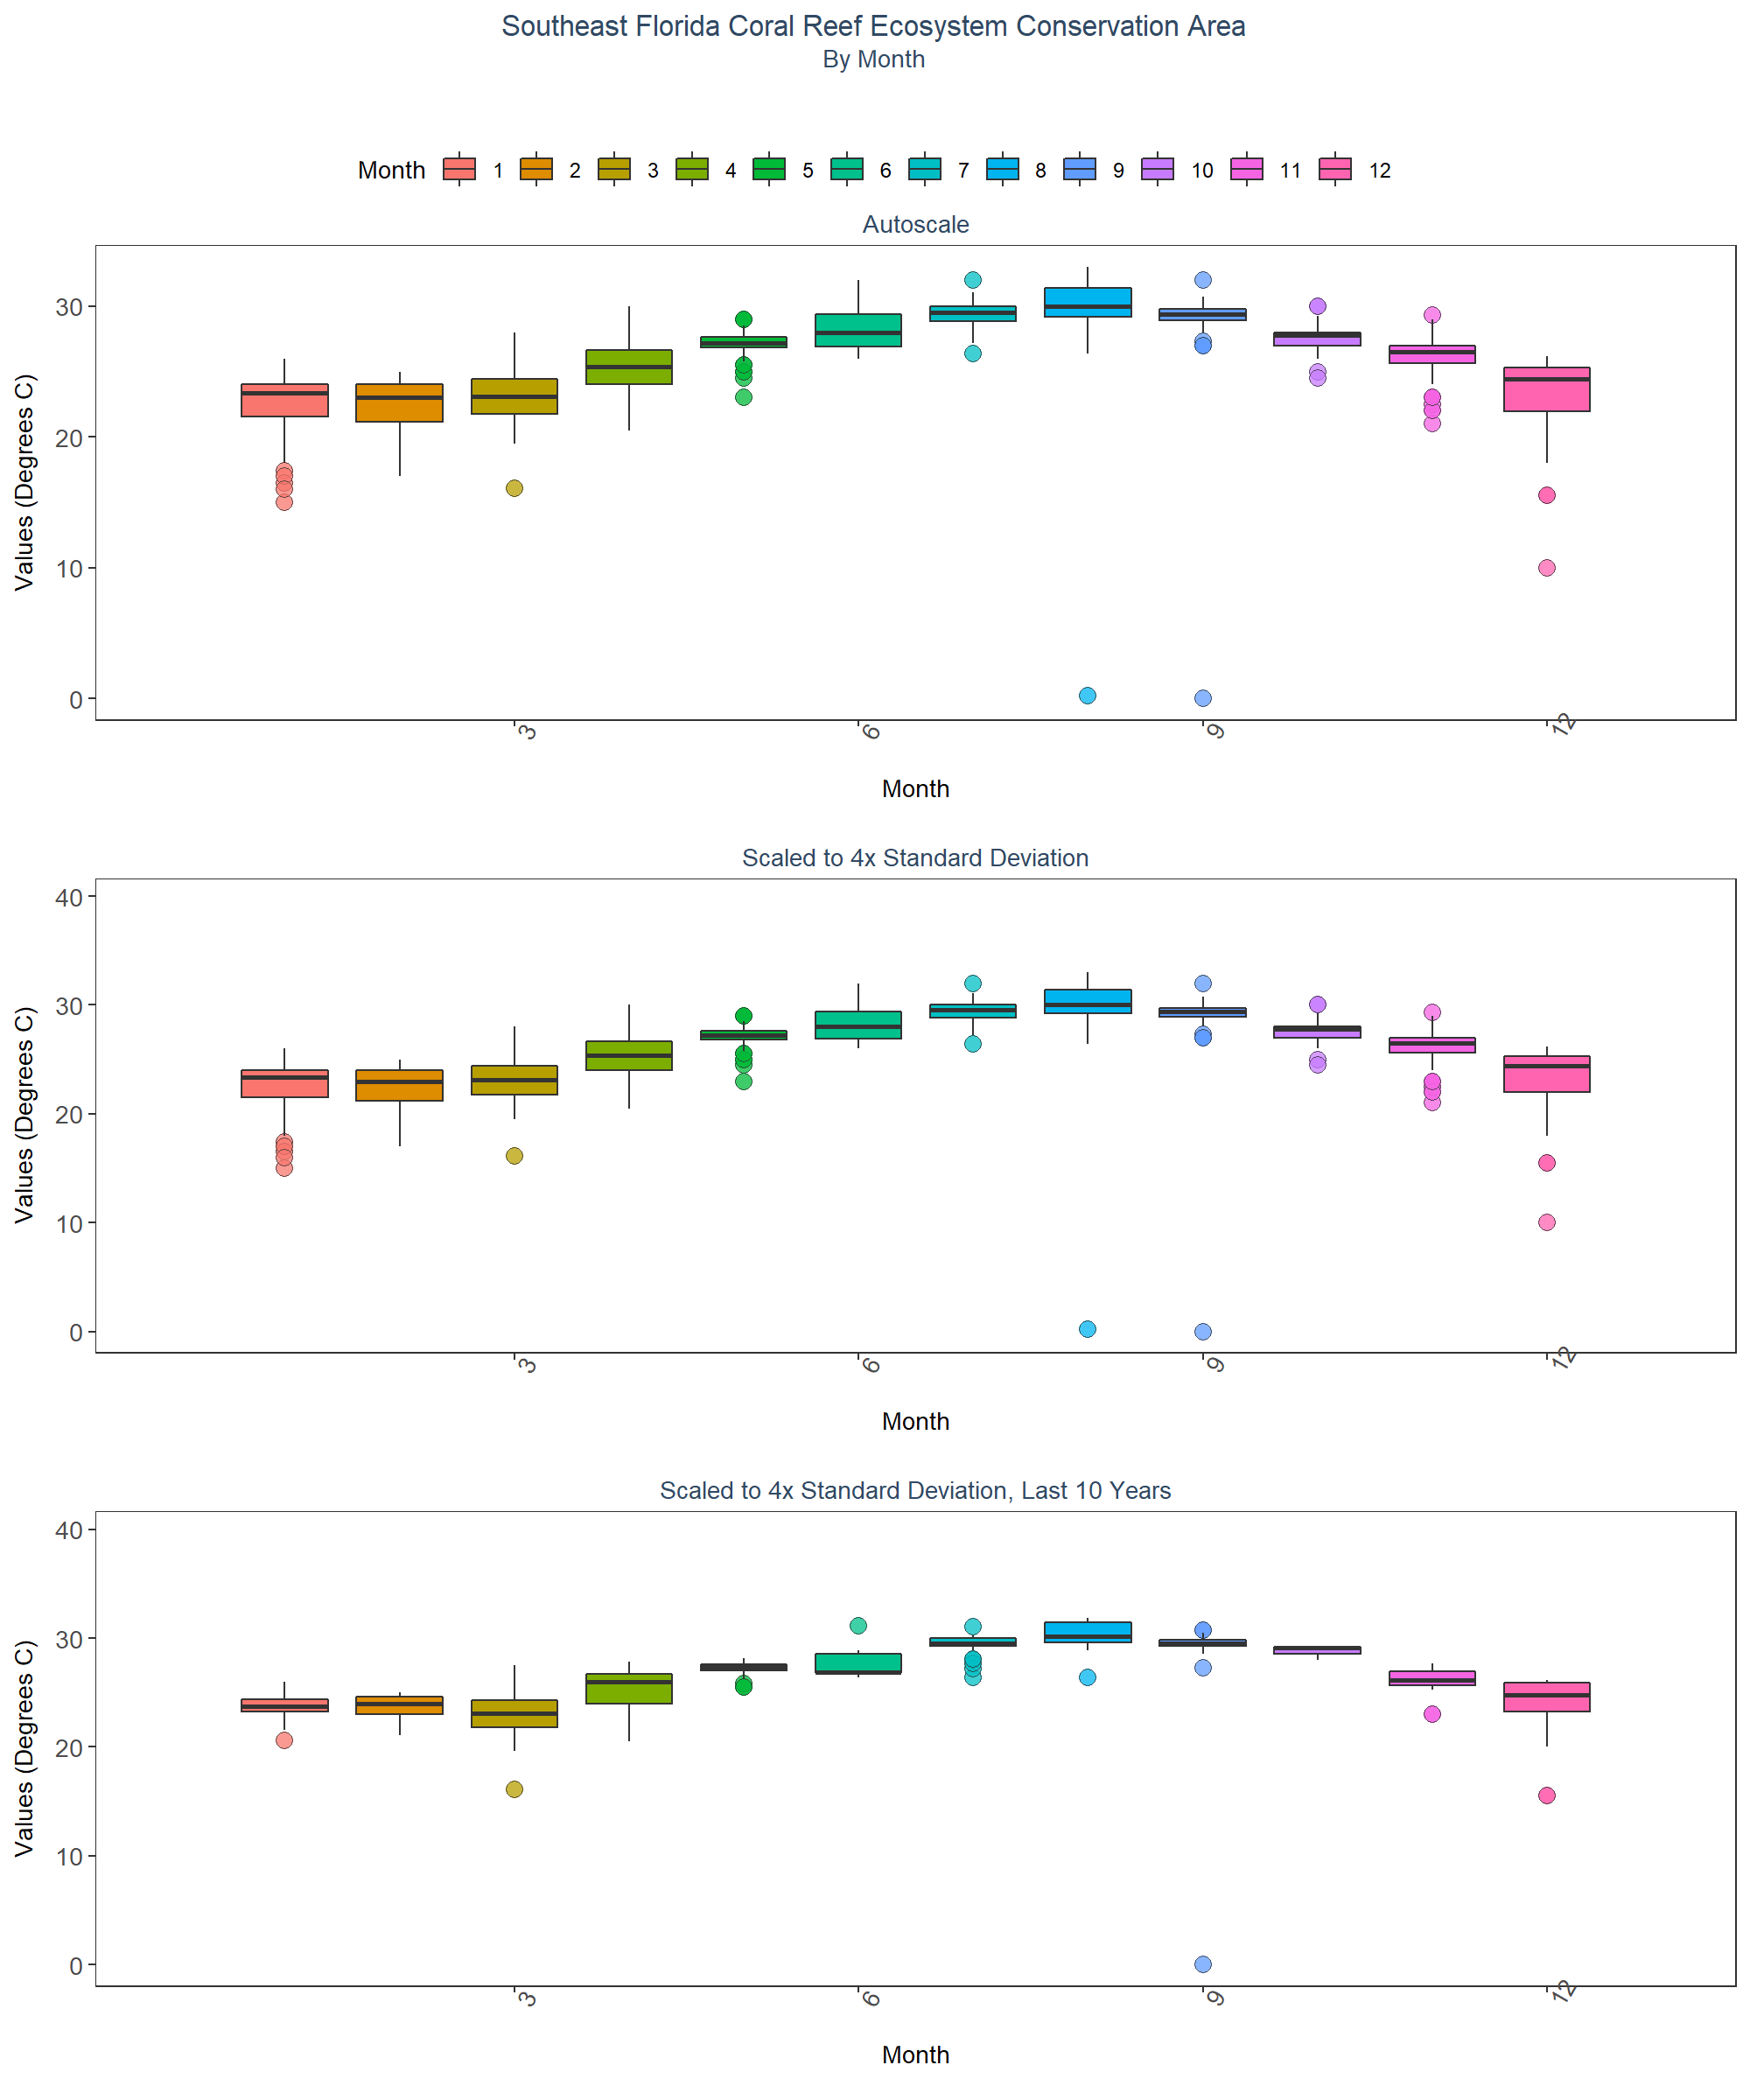 Southeast Florida Coral Reef Ecosystem Conservation Area
By Month
Month 1 2 3 4 5 6 7 8 9 10 11 12
Autoscale
Values (Degrees C)
30
20
10
0
3 6 9 12
Month
Scaled to 4x Standard Deviation
Values (Degrees C)
40
30
20
10
0
3 6 9 12
Month
Scaled to 4x Standard Deviation, Last 10 Years
Values (Degrees C)
40
30
20
10
0
3 6 9 12
Month